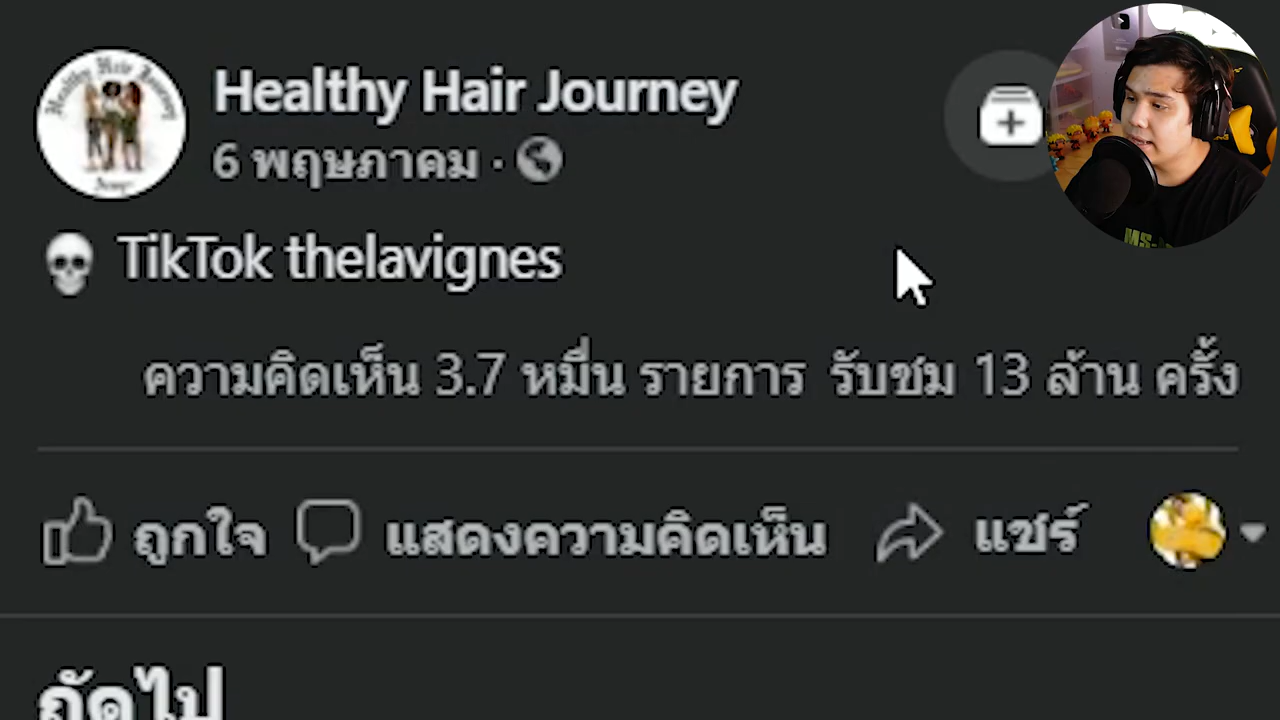 Healthy Hair Journey
6 พฤษภาคม ·
💀 TikTok thelavignes
ความคิดเห็น 3.7 หมื่น รายการ รับชม 13 ล้าน ครั้ง
ถูกใจ แสดงความคิดเห็น แชร์
ถัดไป